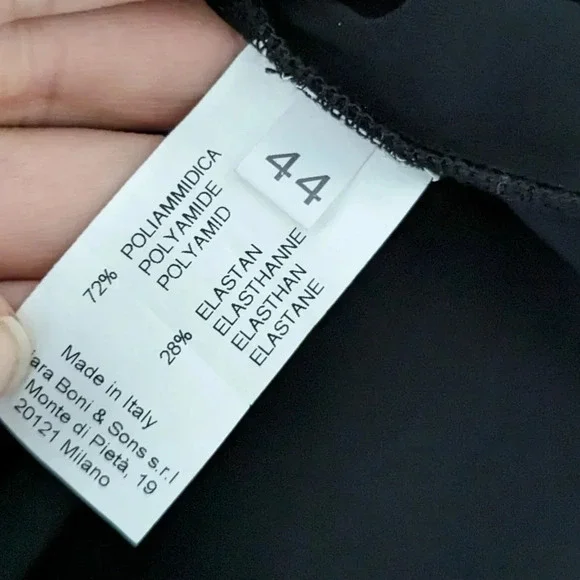 44
72% POLIAMMIDICA
POLYAMIDE
POLYAMID
28% ELASTAN
ELASTHANNE
ELASTHAN
ELASTANE
Made in Italy
Boni & Sons s.r.l
Monte di Pietà, 19
20121 Milano